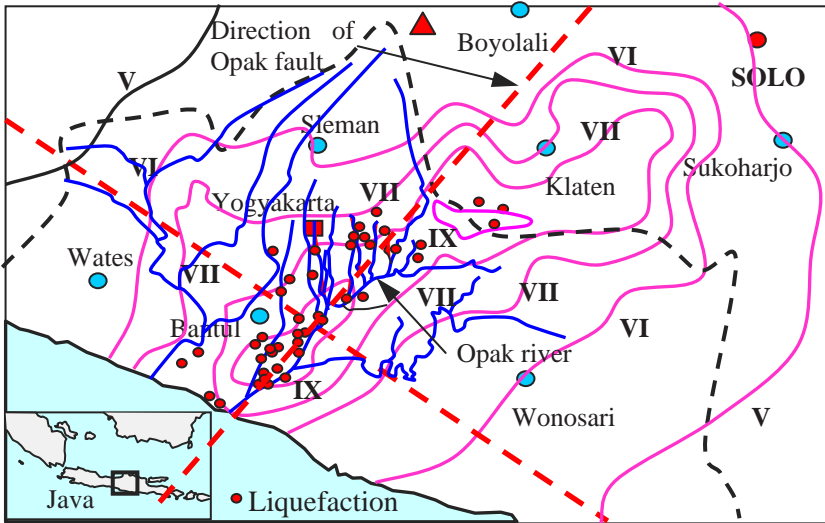 Direction of
Opak fault
Boyolali
VI
SOLO
V
Sleman
VII
VI
Klaten
Sukoharjo
Yogyakarta
VII
IX
Wates
VII
VII
VII
Bantul
VI
Opak river
IX
Wonosari
V
Java
Liquefaction